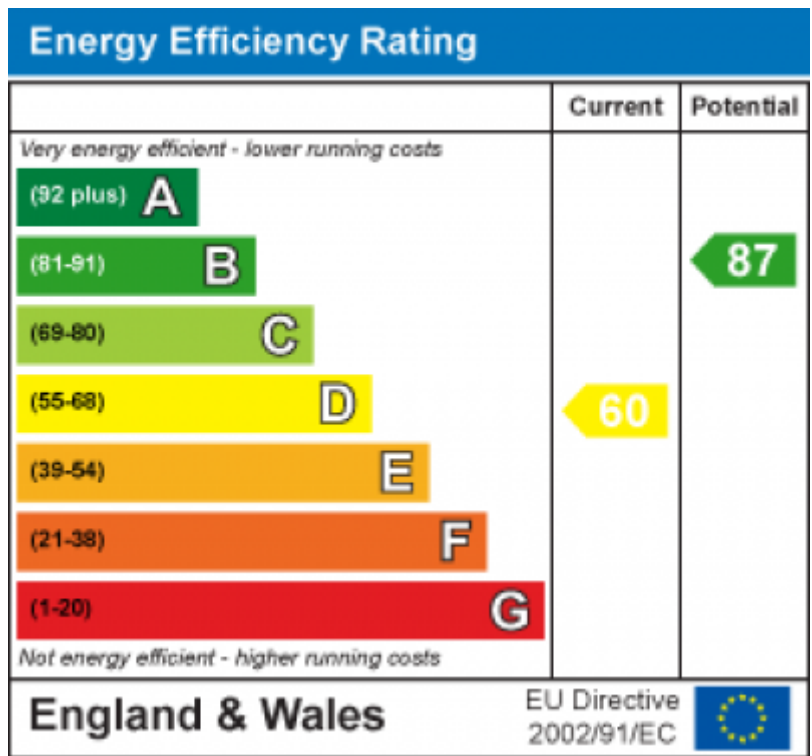 Energy Efficiency Rating
Current Potential
Very energy efficient - lower running costs
(92 plus) A
(81-91) B
87
(69-80) C
(55-68) D
60
(39-54) E
(21-38) F
(1-20) G
Not energy efficient - higher running costs
England & Wales
EU Directive
2002/91/EC